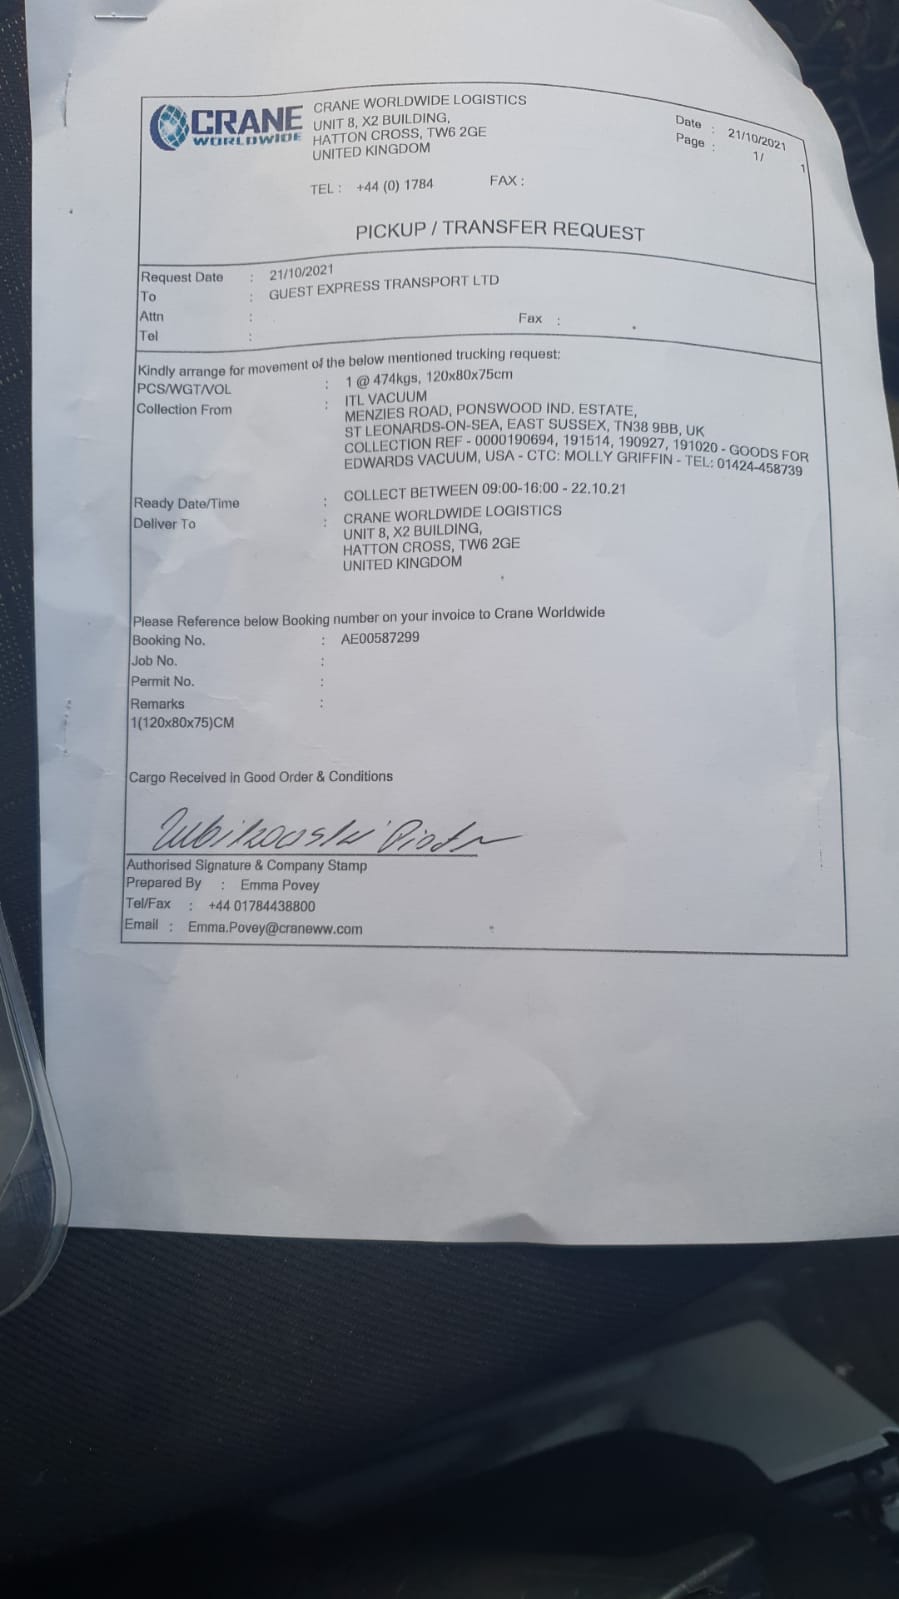 CRANE
WORLDWIDE
CRANE WORLDWIDE LOGISTICS
UNIT 8, X2 BUILDING,
HATTON CROSS, TW6 2GE
UNITED KINGDOM
Date : 21/10/2021
Page : 1/ 1
TEL : +44 (0) 1784 FAX :
PICKUP / TRANSFER REQUEST
Request Date : 21/10/2021
To : GUEST EXPRESS TRANSPORT LTD
Attn :
Tel : Fax :
Kindly arrange for movement of the below mentioned trucking request:
PCS/WGT/VOL : 1 @ 474kgs, 120x80x75cm
Collection From : ITL VACUUM
MENZIES ROAD, PONSWOOD IND. ESTATE,
ST LEONARDS-ON-SEA, EAST SUSSEX, TN38 9BB, UK
COLLECTION REF - 0000190694, 191514, 190927, 191020 - GOODS FOR
EDWARDS VACUUM, USA - CTC: MOLLY GRIFFIN - TEL: 01424-458739
Ready Date/Time : COLLECT BETWEEN 09:00-16:00 - 22.10.21
Deliver To : CRANE WORLDWIDE LOGISTICS
UNIT 8, X2 BUILDING,
HATTON CROSS, TW6 2GE
UNITED KINGDOM
Please Reference below Booking number on your invoice to Crane Worldwide
Booking No. : AE00587299
Job No. :
Permit No. :
Remarks :
1(120x80x75)CM
Cargo Received in Good Order & Conditions
Authorised Signature & Company Stamp
Prepared By : Emma Povey
Tel/Fax : +44 01784438800
Email : Emma.Povey@craneww.com